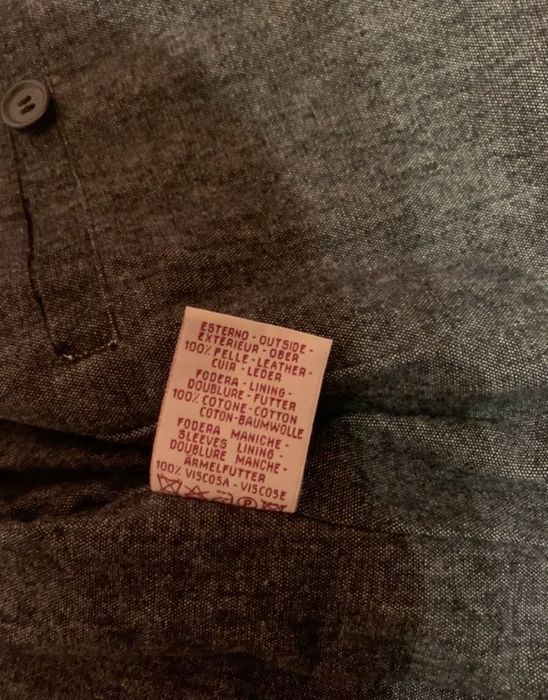 ESTERNO - OUTSIDE -
EXTÉRIEUR - OBER
100% PELLE - LEATHER -
CUIR - LEDER
FODERA - LINING -
DOUBLURE - FUTTER
100% COTONE - COTTON
COTON - BAUMWOLLE
FODERA MANICHE -
SLEEVES LINING -
DOUBLURE MANCHE -
ÄRMELFUTTER
100% VISCOSA - VISCOSE
P